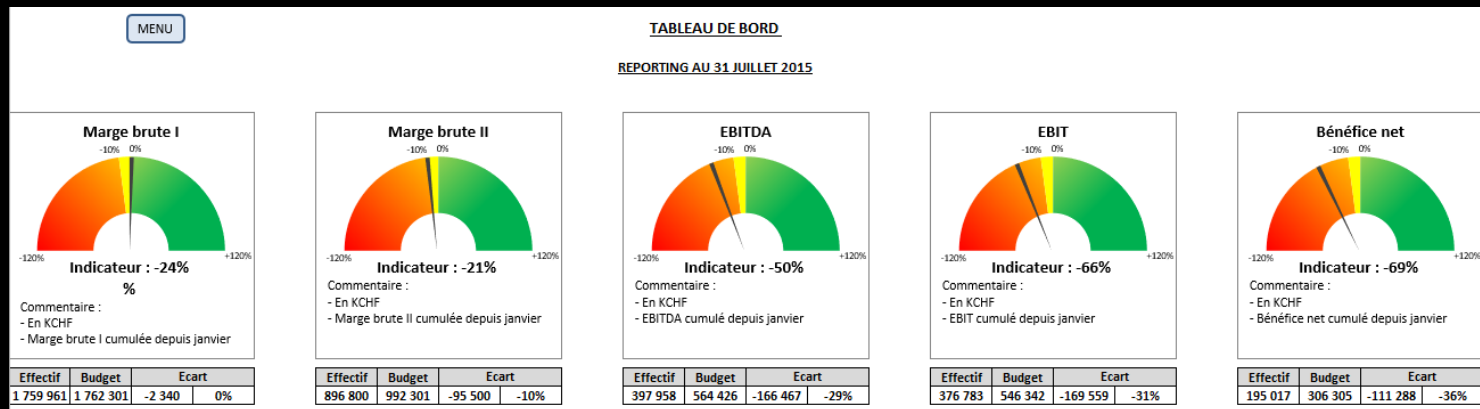 MENU
TABLEAU DE BORD
REPORTING AU 31 JUILLET 2015
Marge brute I
-10% 0%
-120% +120%
Indicateur : -24%
%
Commentaire :
- En KCHF
- Marge brute I cumulée depuis janvier
Effectif Budget Ecart
1 759 961 1 762 301 -2 340 0%
Marge brute II
-10% 0%
-120% +120%
Indicateur : -21%
Commentaire :
- En KCHF
- Marge brute II cumulée depuis janvier
Effectif Budget Ecart
896 800 992 301 -95 500 -10%
EBITDA
-10% 0%
-120% +120%
Indicateur : -50%
Commentaire :
- En KCHF
- EBITDA cumulé depuis janvier
Effectif Budget Ecart
397 958 564 426 -166 467 -29%
EBIT
-10% 0%
-120% +120%
Indicateur : -66%
Commentaire :
- En KCHF
- EBIT cumulé depuis janvier
Effectif Budget Ecart
376 783 546 342 -169 559 -31%
Bénéfice net
-10% 0%
-120% +120%
Indicateur : -69%
Commentaire :
- En KCHF
- Bénéfice net cumulé depuis janvier
Effectif Budget Ecart
195 017 306 305 -111 288 -36%